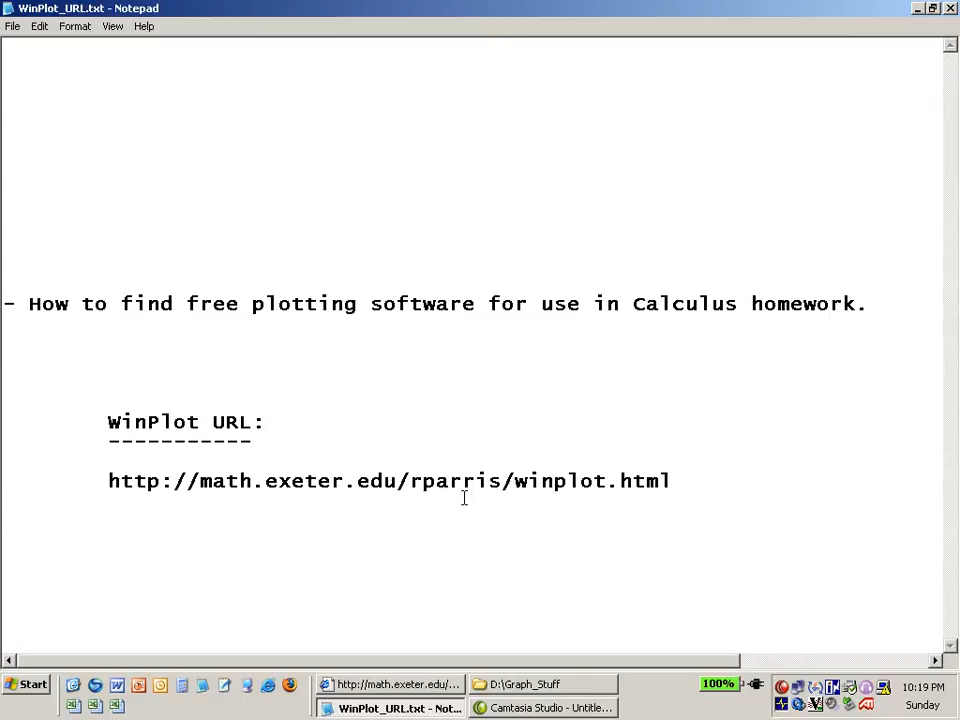 WinPlot_URL.txt - Notepad
File Edit Format View Help
- How to find free plotting software for use in Calculus homework.
WinPlot URL:
-----------
http://math.exeter.edu/rparris/winplot.html
Start
http://math.exeter.edu/...
D:\Graph_Stuff
100%
10:19 PM
WinPlot_URL.txt - Not...
Camtasia Studio - Untitle...
Sunday